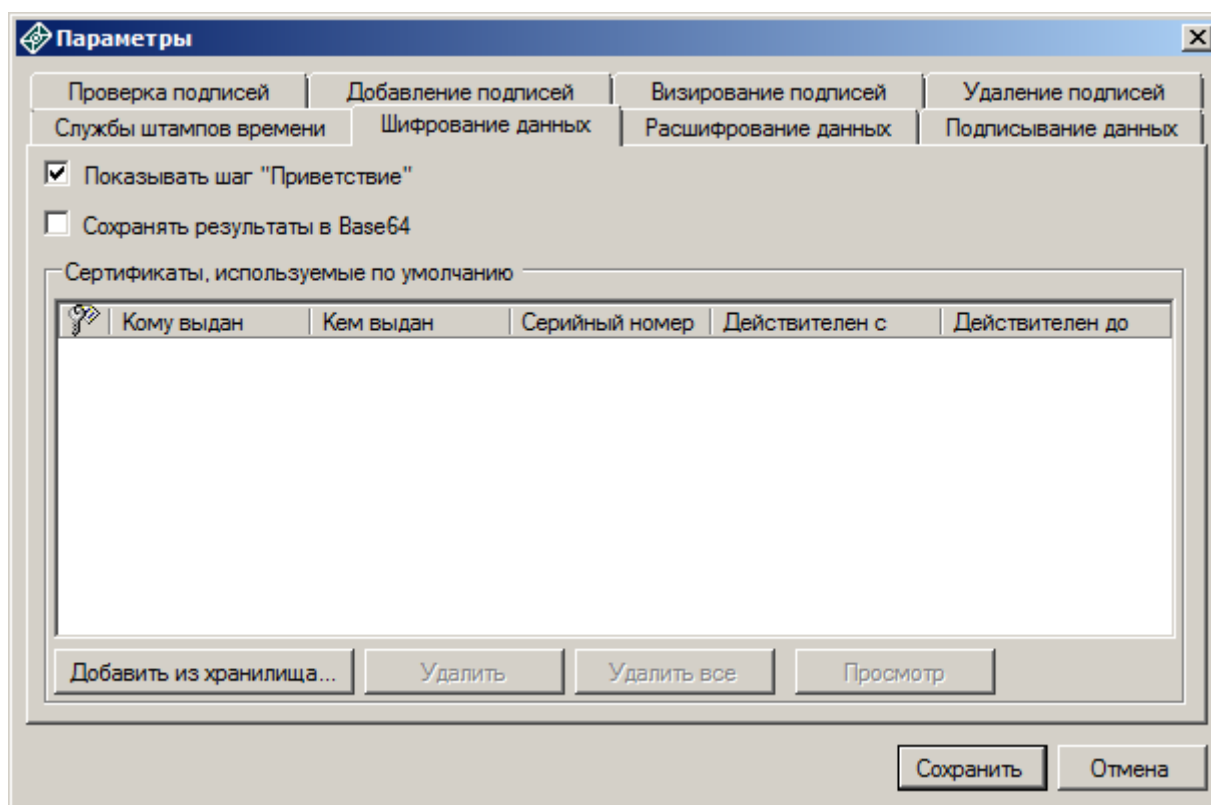 Параметры
Проверка подписей Добавление подписей Визирование подписей Удаление подписей
Службы штампов времени Шифрование данных Расшифрование данных Подписывание данных
Показывать шаг "Приветствие"
Сохранять результаты в Base64
Сертификаты, используемые по умолчанию
Кому выдан Кем выдан Серийный номер Действителен с Действителен до
Добавить из хранилища... Удалить Удалить все Просмотр
Сохранить Отмена